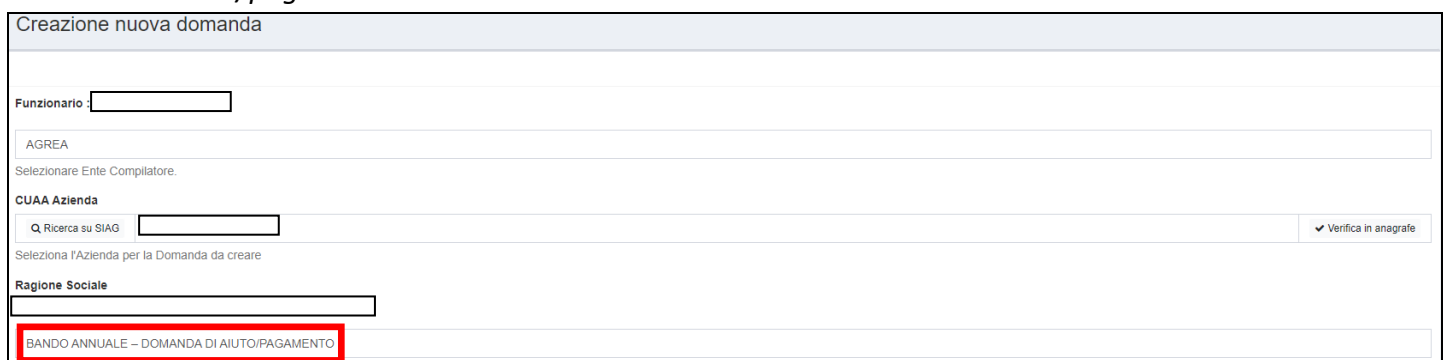 Creazione nuova domanda
Funzionario :
AGREA
Selezionare Ente Compilatore.
CUAA Azienda
Ricerca su SIAG
Verifica in anagrafe
Seleziona l'Azienda per la Domanda da creare
Ragione Sociale
BANDO ANNUALE – DOMANDA DI AIUTO/PAGAMENTO